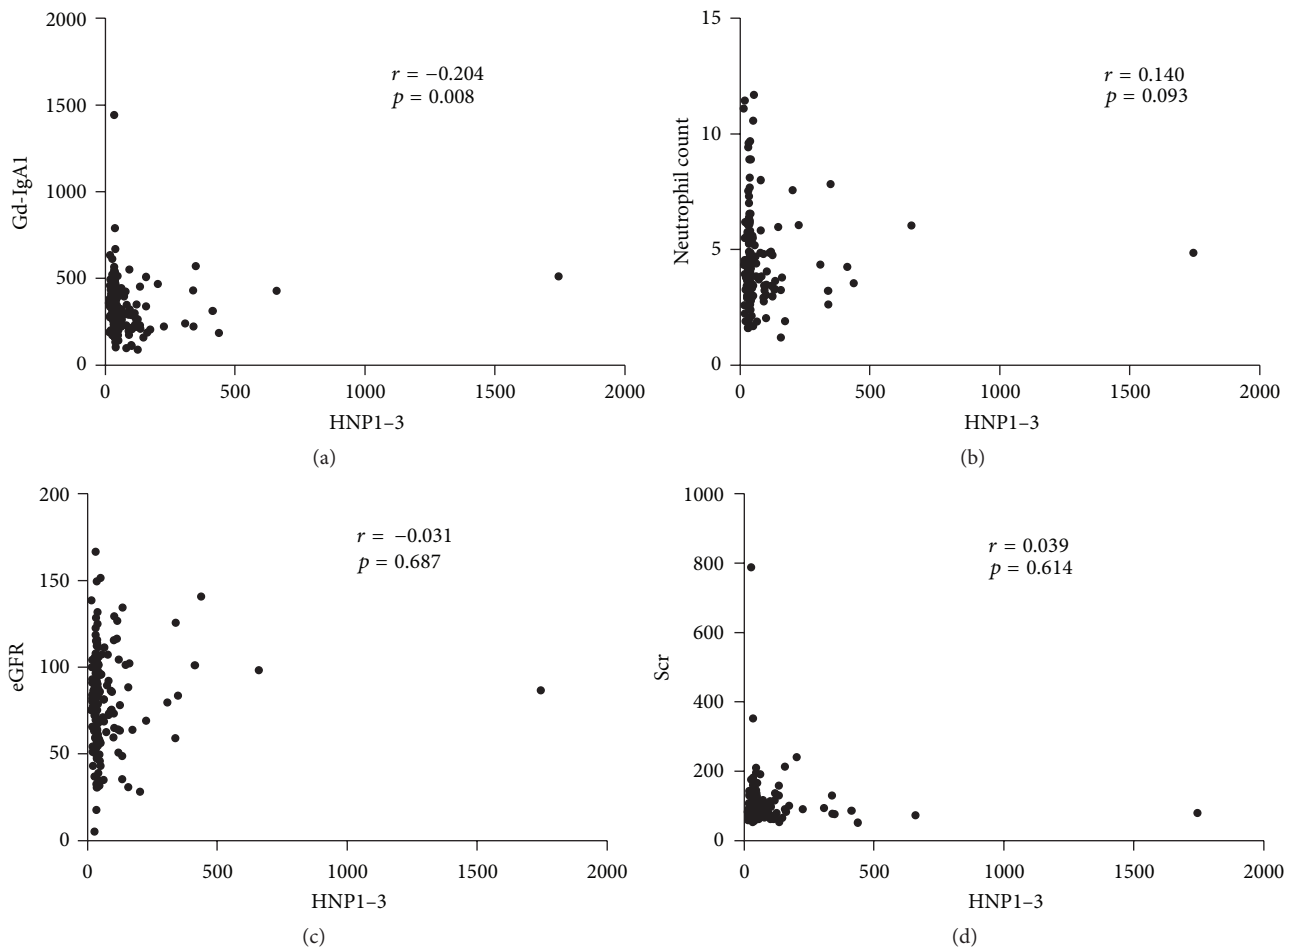 2000
1500
1000
500
0
Gd-IgA1
r = −0.204
p = 0.008
0 500 1000 1500 2000
HNP1–3
(a)
15
10
5
0
Neutrophil count
r = 0.140
p = 0.093
0 500 1000 1500 2000
HNP1–3
(b)
200
150
100
50
0
eGFR
r = −0.031
p = 0.687
0 500 1000 1500 2000
HNP1–3
(c)
1000
800
600
400
200
0
Scr
r = 0.039
p = 0.614
0 500 1000 1500 2000
HNP1–3
(d)